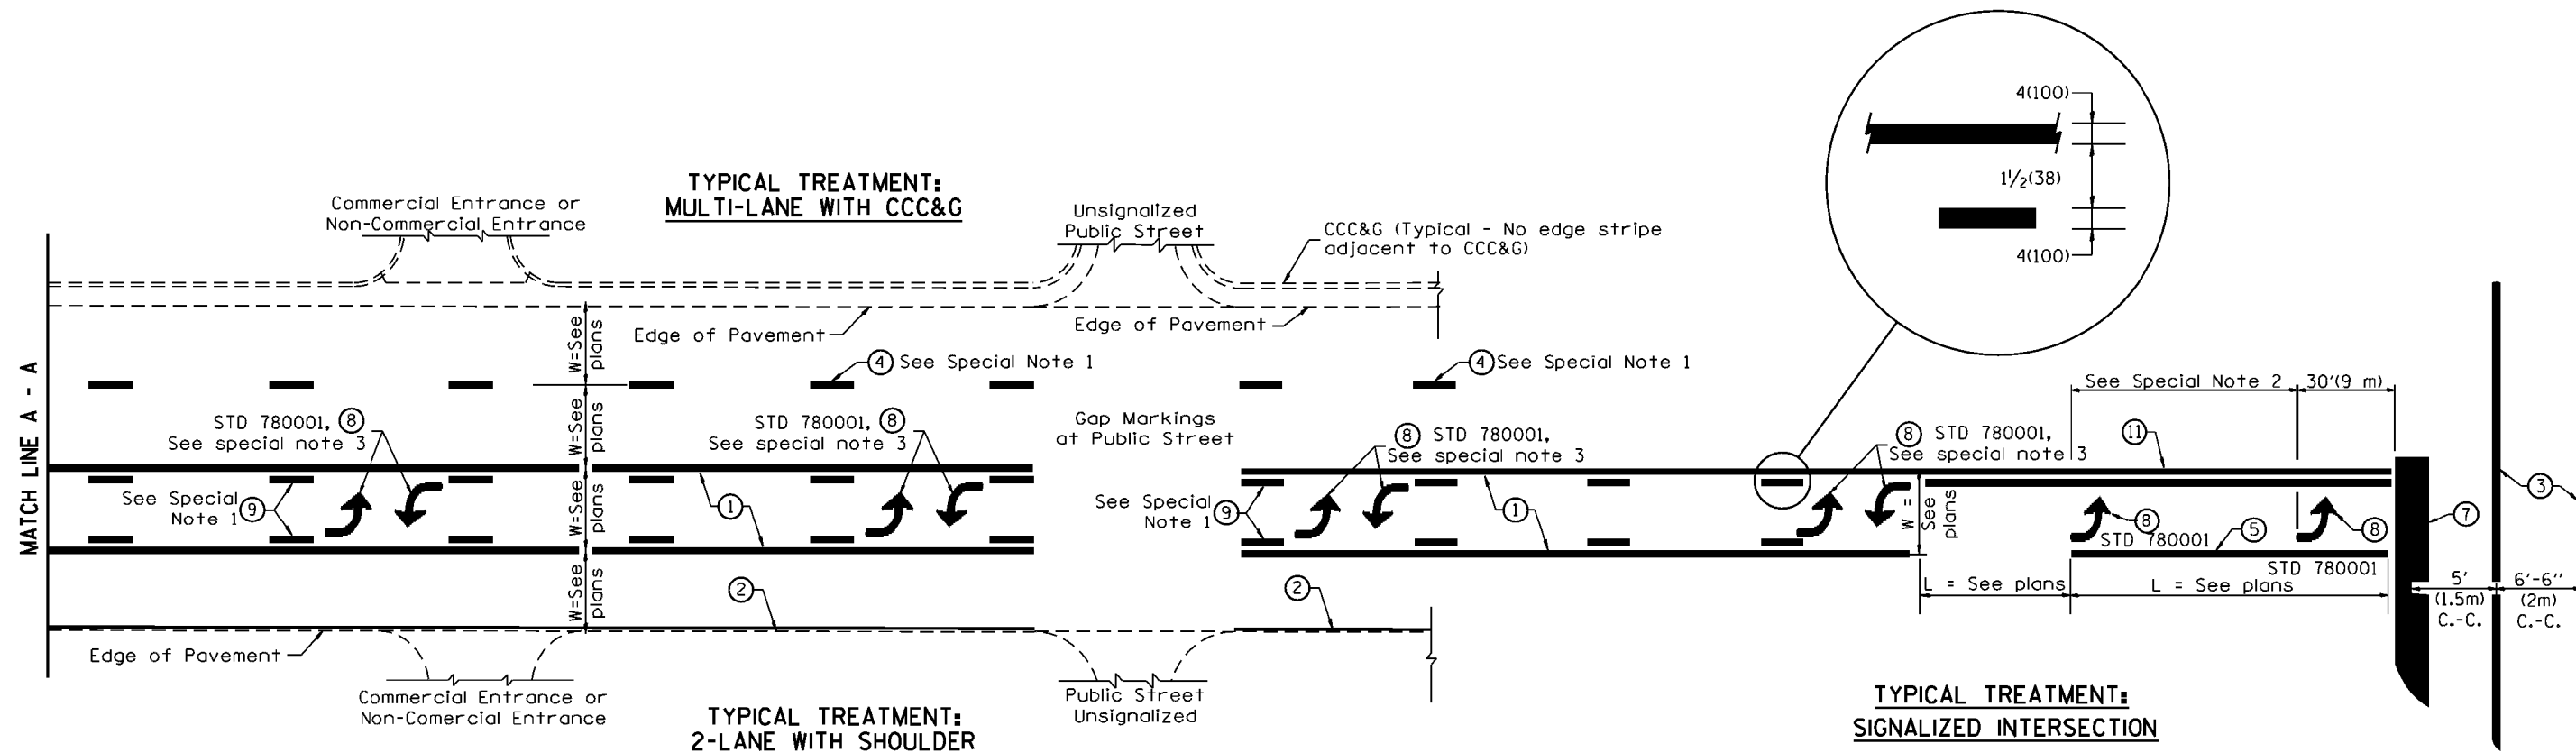 TYPICAL TREATMENT:
MULTI-LANE WITH CCC&G
Commercial Entrance or
Non-Commercial Entrance
Unsignalized
Public Street
CCC&G (Typical - No edge stripe
adjacent to CCC&G)
4(100)
1 1/2(38)
4(100)
MATCH LINE A - A
Edge of Pavement
Edge of Pavement
W=See
plans
W=See
plans
W=See
plans
W=See
plans
4 See Special Note 1
4 See Special Note 1
STD 780001, 8
See special note 3
STD 780001, 8
See special note 3
Gap Markings
at Public Street
8 STD 780001,
See special note 3
8 STD 780001,
See special note 3
See Special Note 2
30'(9 m)
11
See Special
Note 1
9
1
See Special
Note 1
9
1
W =
See
plans
8
STD 780001
5
8
STD 780001
7
3
L = See plans
L = See plans
5'
(1.5m)
C.-C.
6'-6"
(2m)
C.-C.
2
2
Edge of Pavement
Commercial Entrance or
Non-Comercial Entrance
Public Street
Unsignalized
TYPICAL TREATMENT:
2-LANE WITH SHOULDER
TYPICAL TREATMENT:
SIGNALIZED INTERSECTION